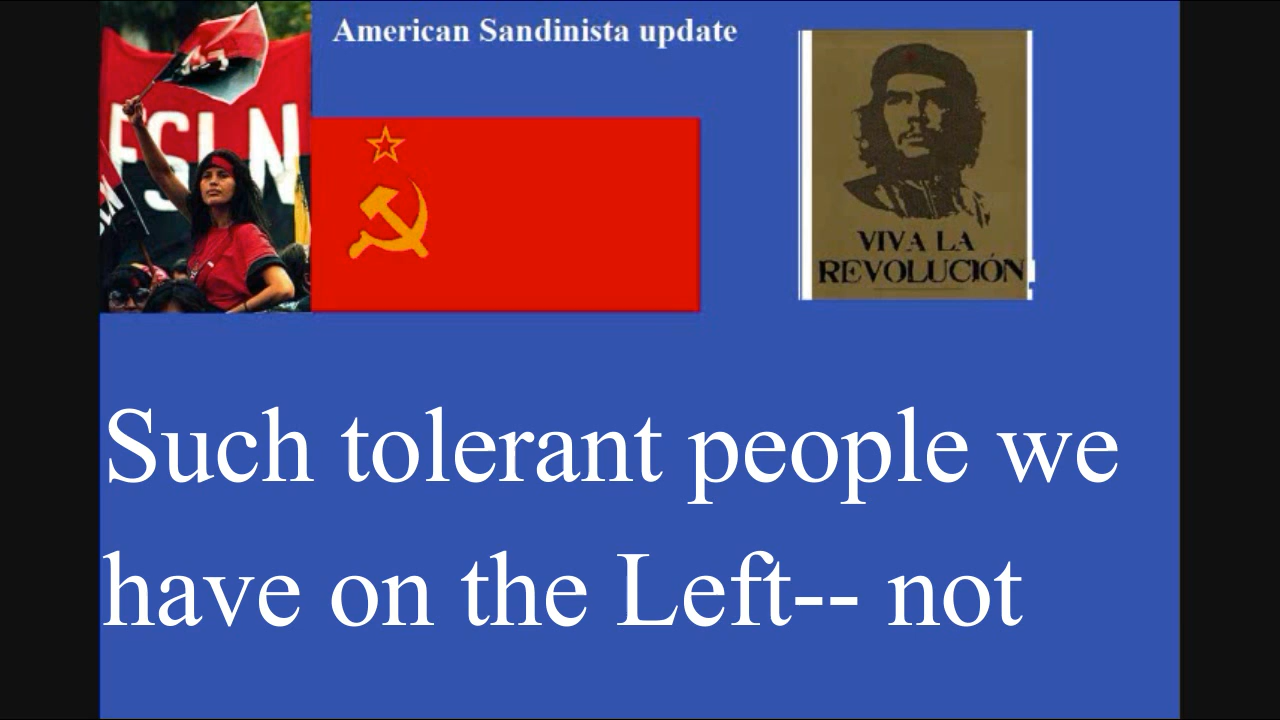 American Sandinista update
FSLN
VIVA LA
REVOLUCIÓN
Such tolerant people we
have on the Left-- not